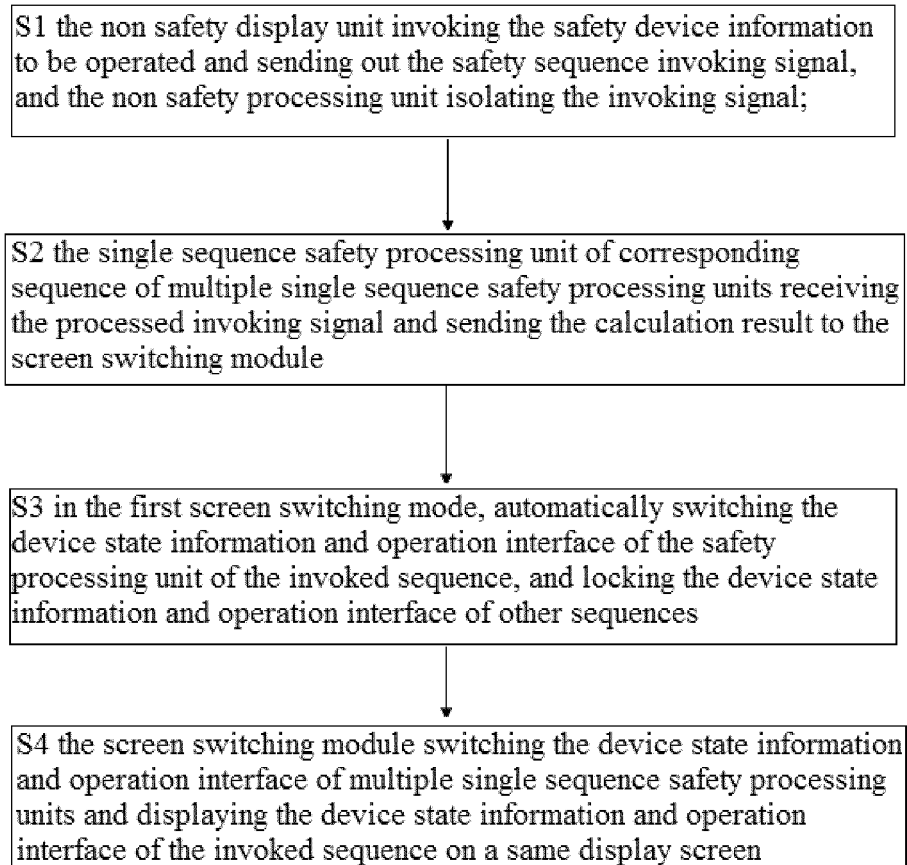 S1 the non safety display unit invoking the safety device information
to be operated and sending out the safety sequence invoking signal,
and the non safety processing unit isolating the invoking signal;
S2 the single sequence safety processing unit of corresponding
sequence of multiple single sequence safety processing units receiving
the processed invoking signal and sending the calculation result to the
screen switching module
S3 in the first screen switching mode, automatically switching the
device state information and operation interface of the safety
processing unit of the invoked sequence, and locking the device state
information and operation interface of other sequences
S4 the screen switching module switching the device state information
and operation interface of multiple single sequence safety processing
units and displaying the device state information and operation
interface of the invoked sequence on a same display screen